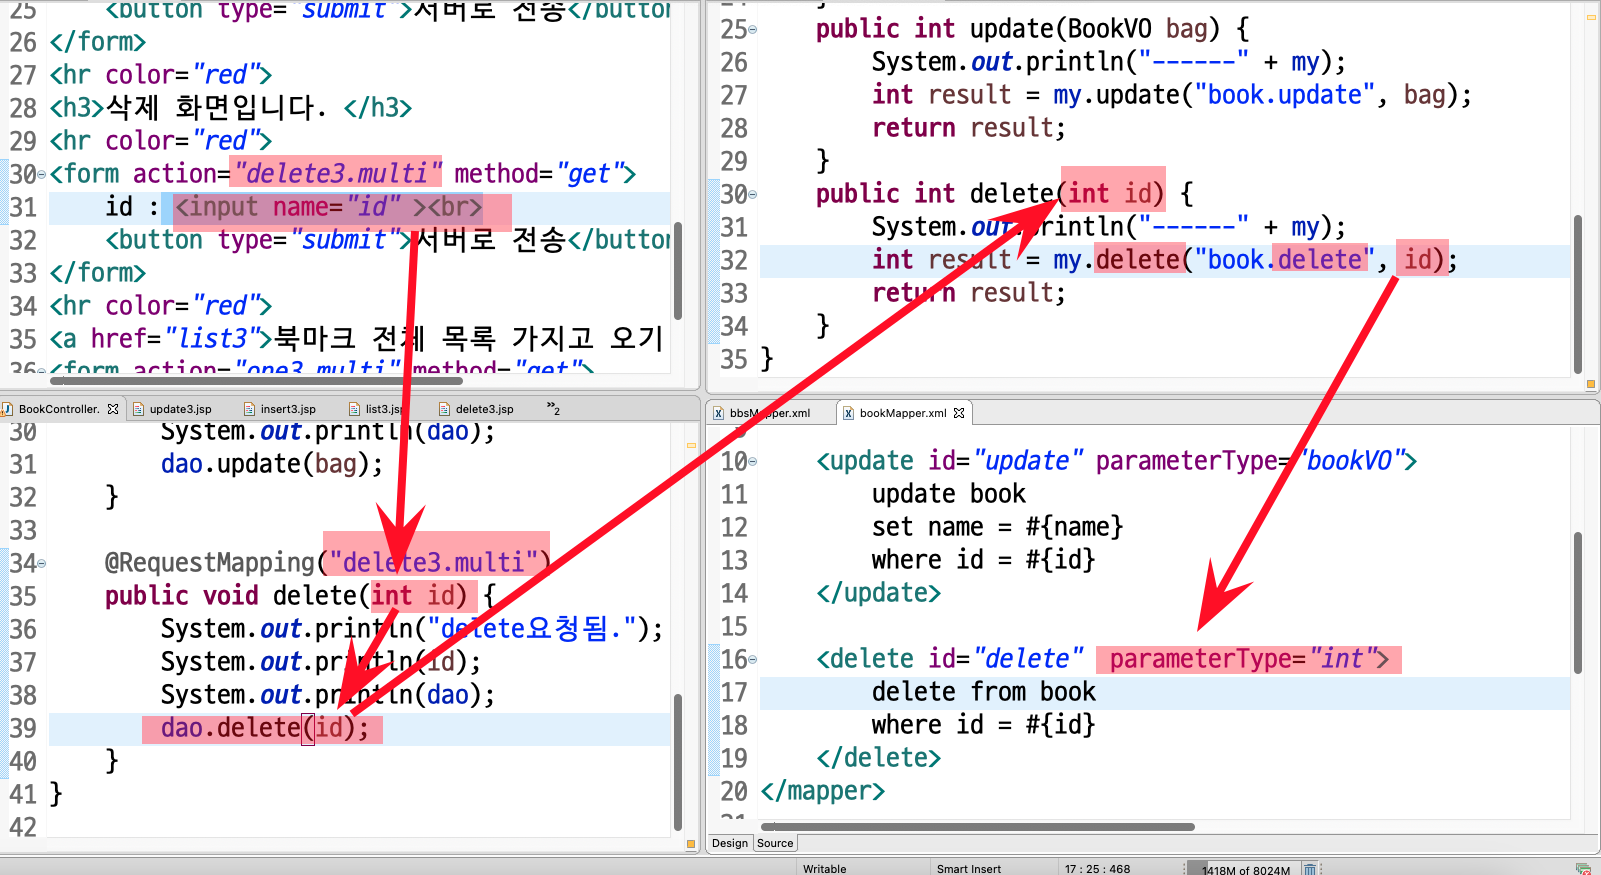 25 <button type="submit">서버로 전송</button
26 </form>
27 <hr color="red">
28 <h3>삭제 화면입니다. </h3>
29 <hr color="red">
30 <form action="delete3.multi" method="get">
31 id : <input name="id" ><br>
32 <button type="submit">서버로 전송</button
33 </form>
34 <hr color="red">
35 <a href="list3">북마크 전체 목록 가지고 오기
36 <form action="one3.multi" method="get">
24 }
25 public int update(BookVO bag) {
26 System.out.println("------" + my);
27 int result = my.update("book.update", bag);
28 return result;
29 }
30 public int delete(int id) {
31 System.out.println("------" + my);
32 int result = my.delete("book.delete", id);
33 return result;
34 }
35 }
BookController. update3.jsp insert3.jsp list3.jsp delete3.jsp »2
30 System.out.println(dao);
31 dao.update(bag);
32 }
33
34 @RequestMapping("delete3.multi")
35 public void delete(int id) {
36 System.out.println("delete요청됨.");
37 System.out.println(id);
38 System.out.println(dao);
39 dao.delete(id);
40 }
41 }
42
bbsMapper.xml bookMapper.xml
10 <update id="update" parameterType="bookVO">
11 update book
12 set name = #{name}
13 where id = #{id}
14 </update>
15
16 <delete id="delete" parameterType="int">
17 delete from book
18 where id = #{id}
19 </delete>
20 </mapper>
Design Source
Writable Smart Insert 17 : 25 : 468 1418M of 8024M